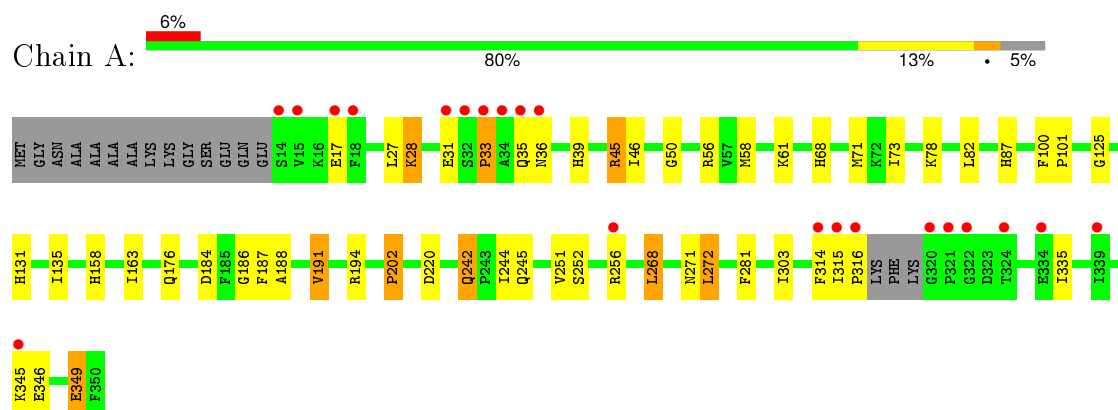 6%
Chain A:
80% 13% • 5%
MET GLY ASN ALA ALA ALA ALA LYS LYS GLY SER GLU GLN GLU S14 V15 K16 E17 F18 L27 K28 E31 S32 P33 A34 Q35 N36 H39 R45 I46 G50 R56 V57 M58 K61 H68 M71 K72 I73 K78 L82 H87 F100 P101 G125
H131 I135 H158 I163 Q176 D184 F185 G186 F187 A188 V191 R194 P202 D220 Q242 P243 I244 Q245 V251 S252 R256 L268 N271 L272 F281 I303 F314 I315 P316 LYS PHE LYS G320 P321 G322 D323 T324 E334 I335 I339
K345 E346 E349 F350